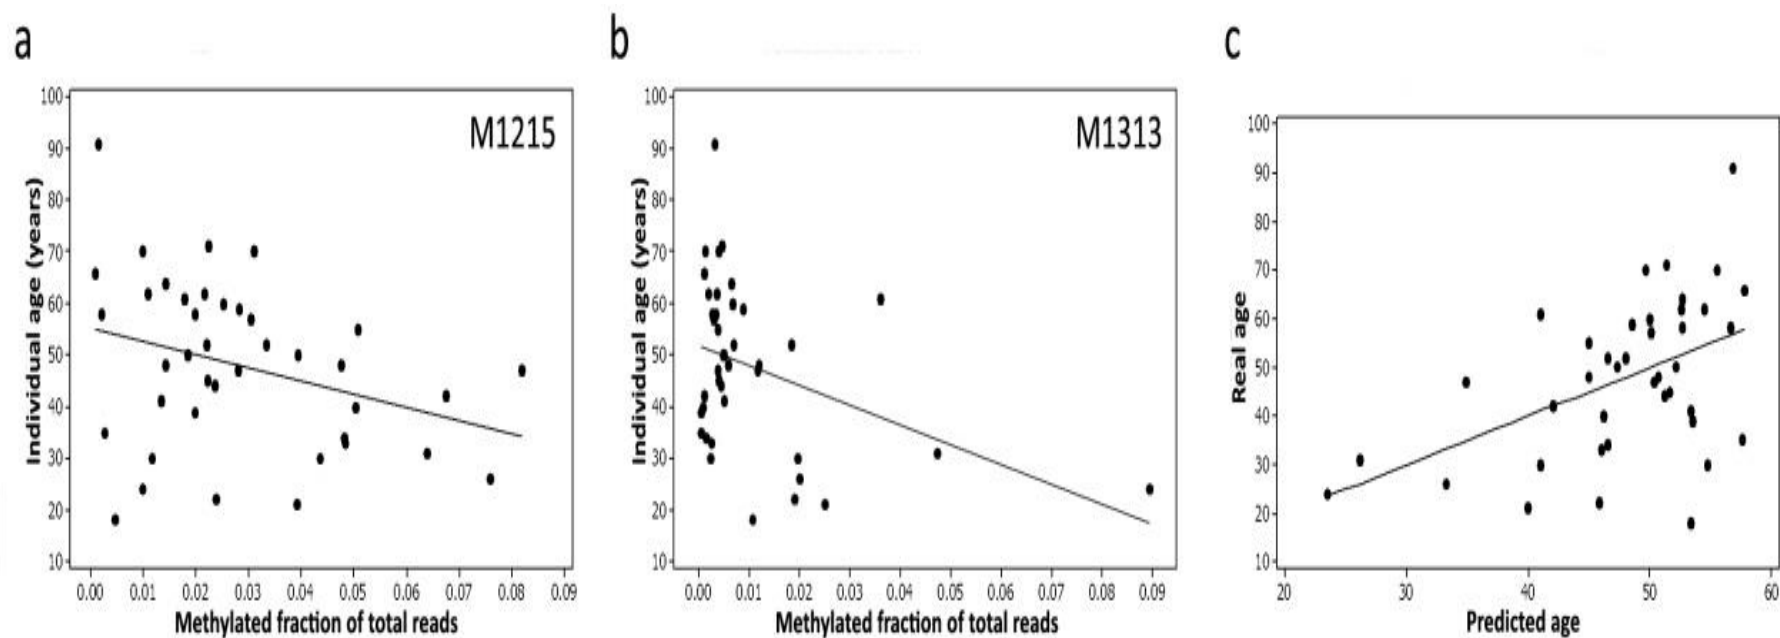 a
b
c
M1215
M1313
Individual age (years)
100
90
80
70
60
50
40
30
20
10
0.00 0.01 0.02 0.03 0.04 0.05 0.06 0.07 0.08 0.09
Methylated fraction of total reads
Individual age (years)
100
90
80
70
60
50
40
30
20
10
0.00 0.01 0.02 0.03 0.04 0.05 0.06 0.07 0.08 0.09
Methylated fraction of total reads
Real age
100
90
80
70
60
50
40
30
20
10
20 30 40 50 60
Predicted age